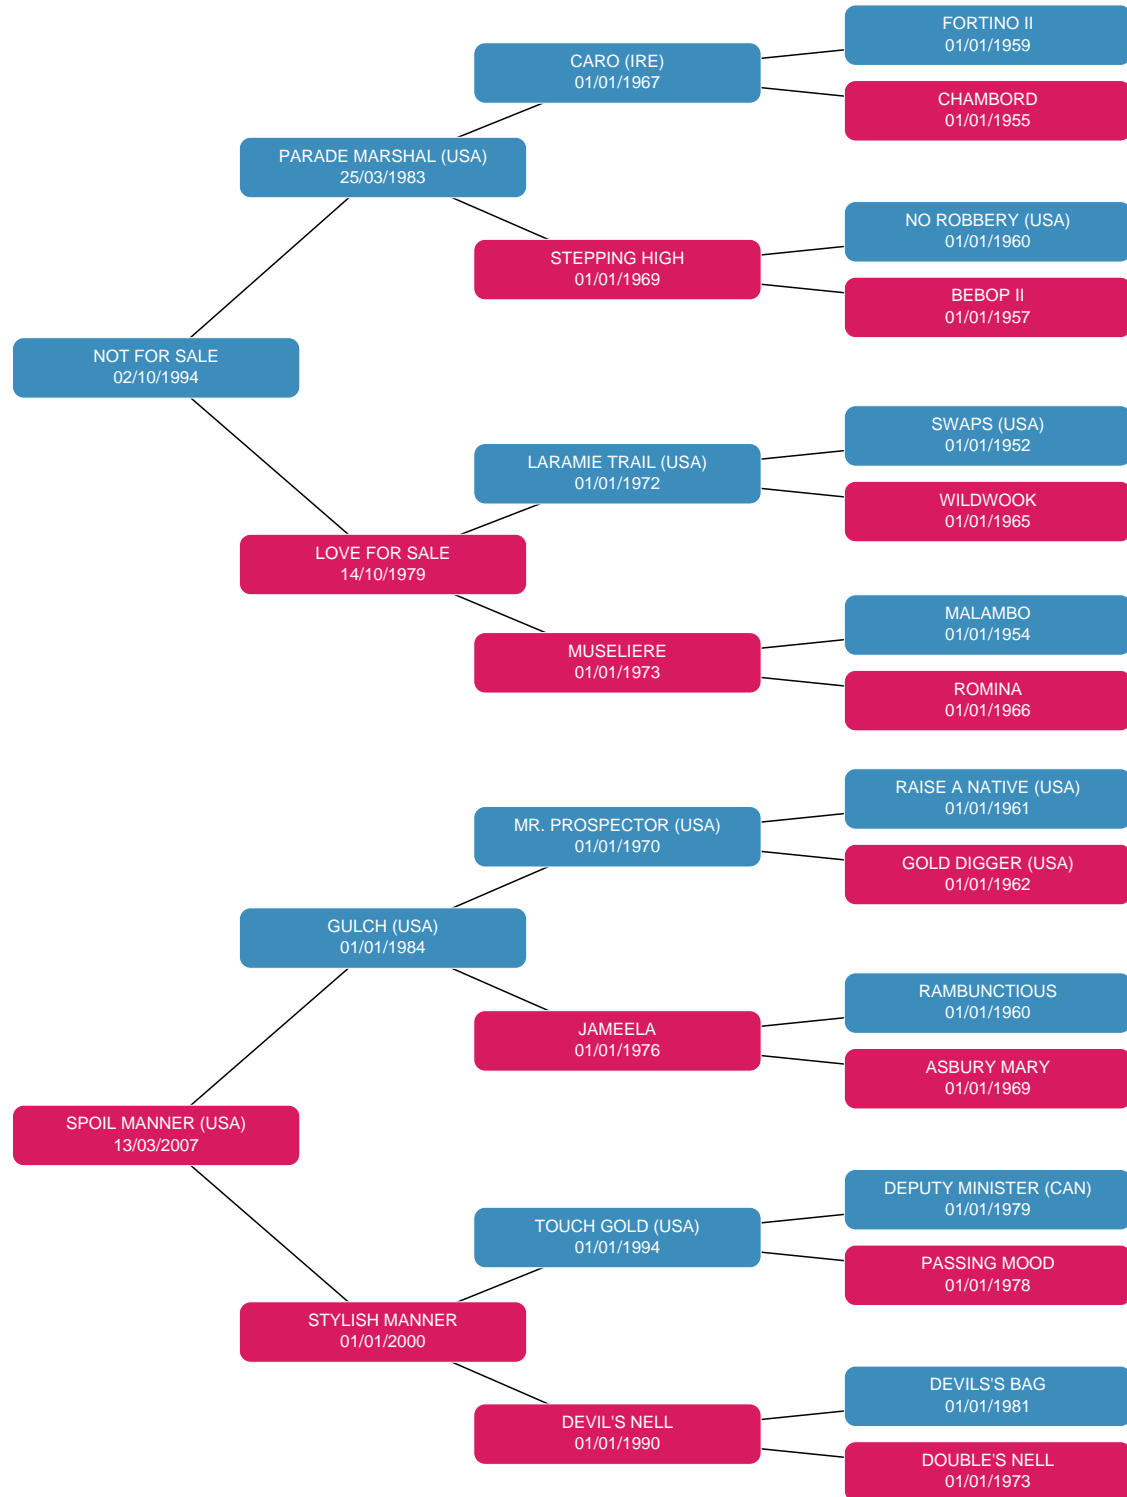 FORTINO II
01/01/1959
CARO (IRE)
01/01/1967
CHAMBORD
01/01/1955
PARADE MARSHAL (USA)
25/03/1983
NO ROBBERY (USA)
01/01/1960
STEPPING HIGH
01/01/1969
BEBOP II
01/01/1957
NOT FOR SALE
02/10/1994
SWAPS (USA)
01/01/1952
LARAMIE TRAIL (USA)
01/01/1972
WILDWOOK
01/01/1965
LOVE FOR SALE
14/10/1979
MALAMBO
01/01/1954
MUSELIERE
01/01/1973
ROMINA
01/01/1966
RAISE A NATIVE (USA)
01/01/1961
MR. PROSPECTOR (USA)
01/01/1970
GOLD DIGGER (USA)
01/01/1962
GULCH (USA)
01/01/1984
RAMBUNCTIOUS
01/01/1960
JAMEELA
01/01/1976
ASBURY MARY
01/01/1969
SPOIL MANNER (USA)
13/03/2007
DEPUTY MINISTER (CAN)
01/01/1979
TOUCH GOLD (USA)
01/01/1994
PASSING MOOD
01/01/1978
STYLISH MANNER
01/01/2000
DEVILS'S BAG
01/01/1981
DEVIL'S NELL
01/01/1990
DOUBLE'S NELL
01/01/1973